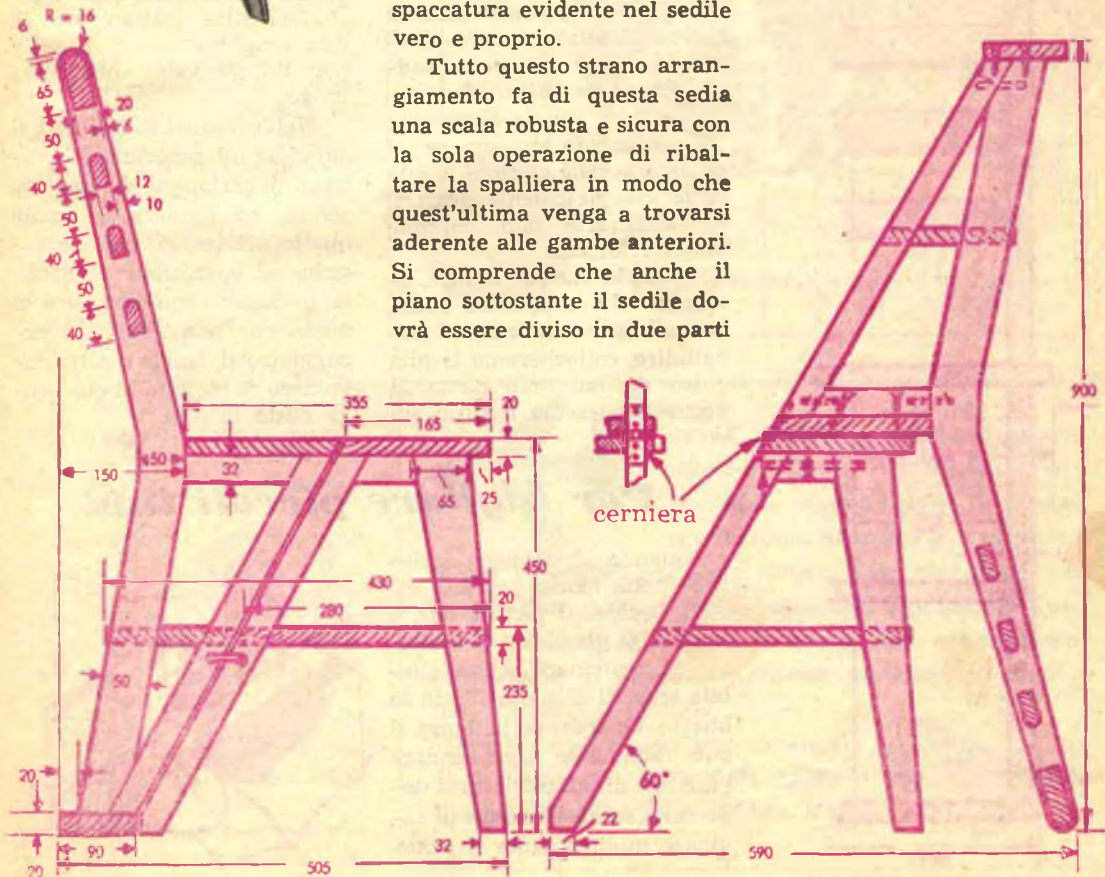 spaccatura evidente nel sedile
vero e proprio.
Tutto questo strano arran-
giamento fa di questa sedia
una scala robusta e sicura con
la sola operazione di ribal-
tare la spalliera in modo che
quest'ultima venga a trovarsi
aderente alle gambe anteriori.
Si comprende che anche il
piano sottostante il sedile do-
vrà essere diviso in due parti
6
R = 16
65
20
6
50
40
12
10
50
40
50
40
355
165
20
50
150
32
65
25
cerniera
450
900
430
280
20
235
50
20
60°
22
32
90
20
505
590